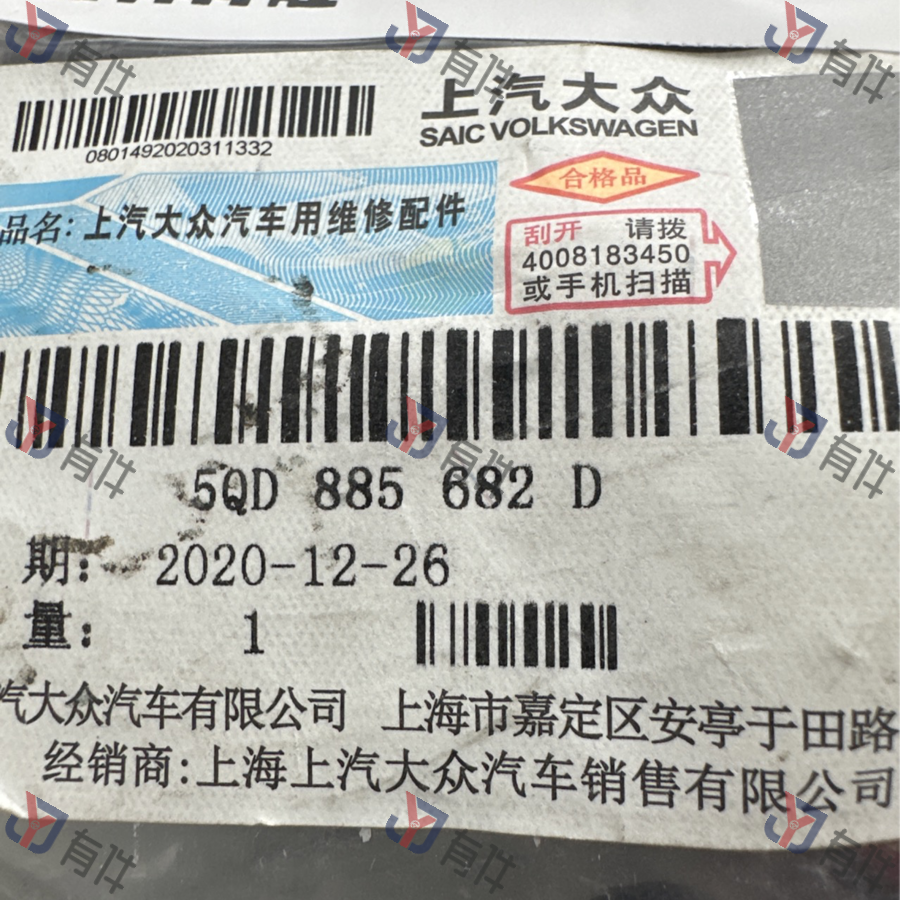 上汽大众
SAIC VOLKSWAGEN
0801492020311332
合格品
品名: 上汽大众汽车用维修配件
刮开 请拨
4008183450
或手机扫描
5QD 885 682 D
期: 2020-12-26
量: 1
汽大众汽车有限公司 上海市嘉定区安亭于田路
经销商:上海上汽大众汽车销售有限公司
有件